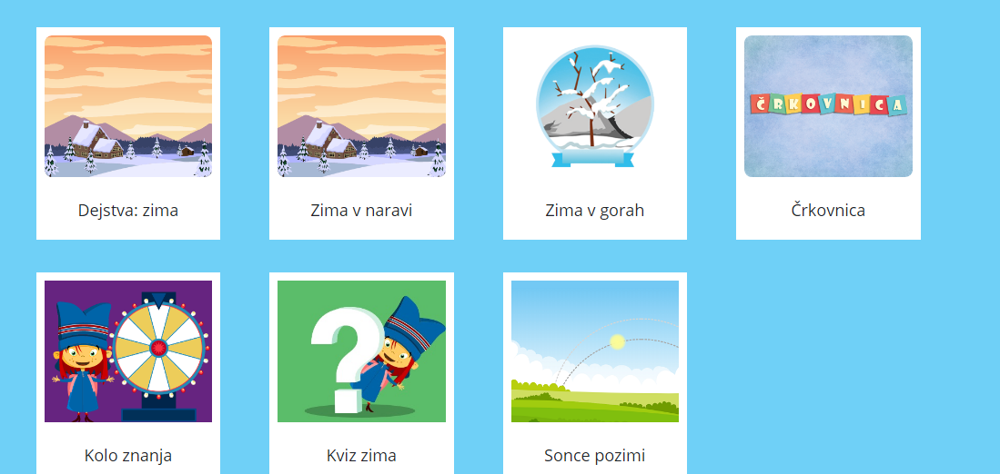 Dejstva: zima
Zima v naravi
Zima v gorah
ČRKOVNICA
Črkovnica
Kolo znanja
Kviz zima
?
Sonce pozimi